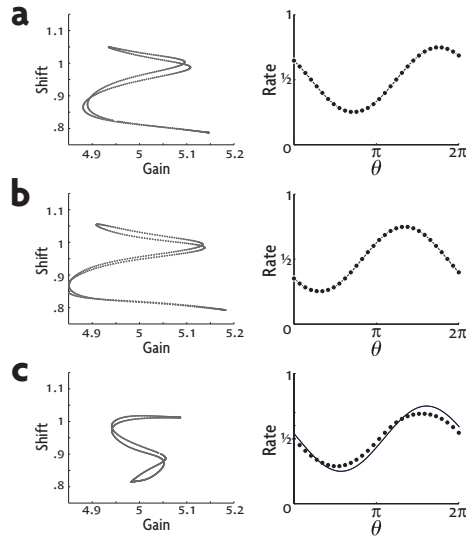 a
Shift
1.1
1
.9
.8
4.9 5 5.1 5.2
Gain
Rate
1
½
0
π 2π
θ
b
Shift
1.1
1
.9
.8
4.9 5 5.1 5.2
Gain
Rate
1
½
0
π 2π
θ
c
Shift
1.1
1
.9
.8
4.9 5 5.1 5.2
Gain
Rate
1
½
0
π 2π
θ